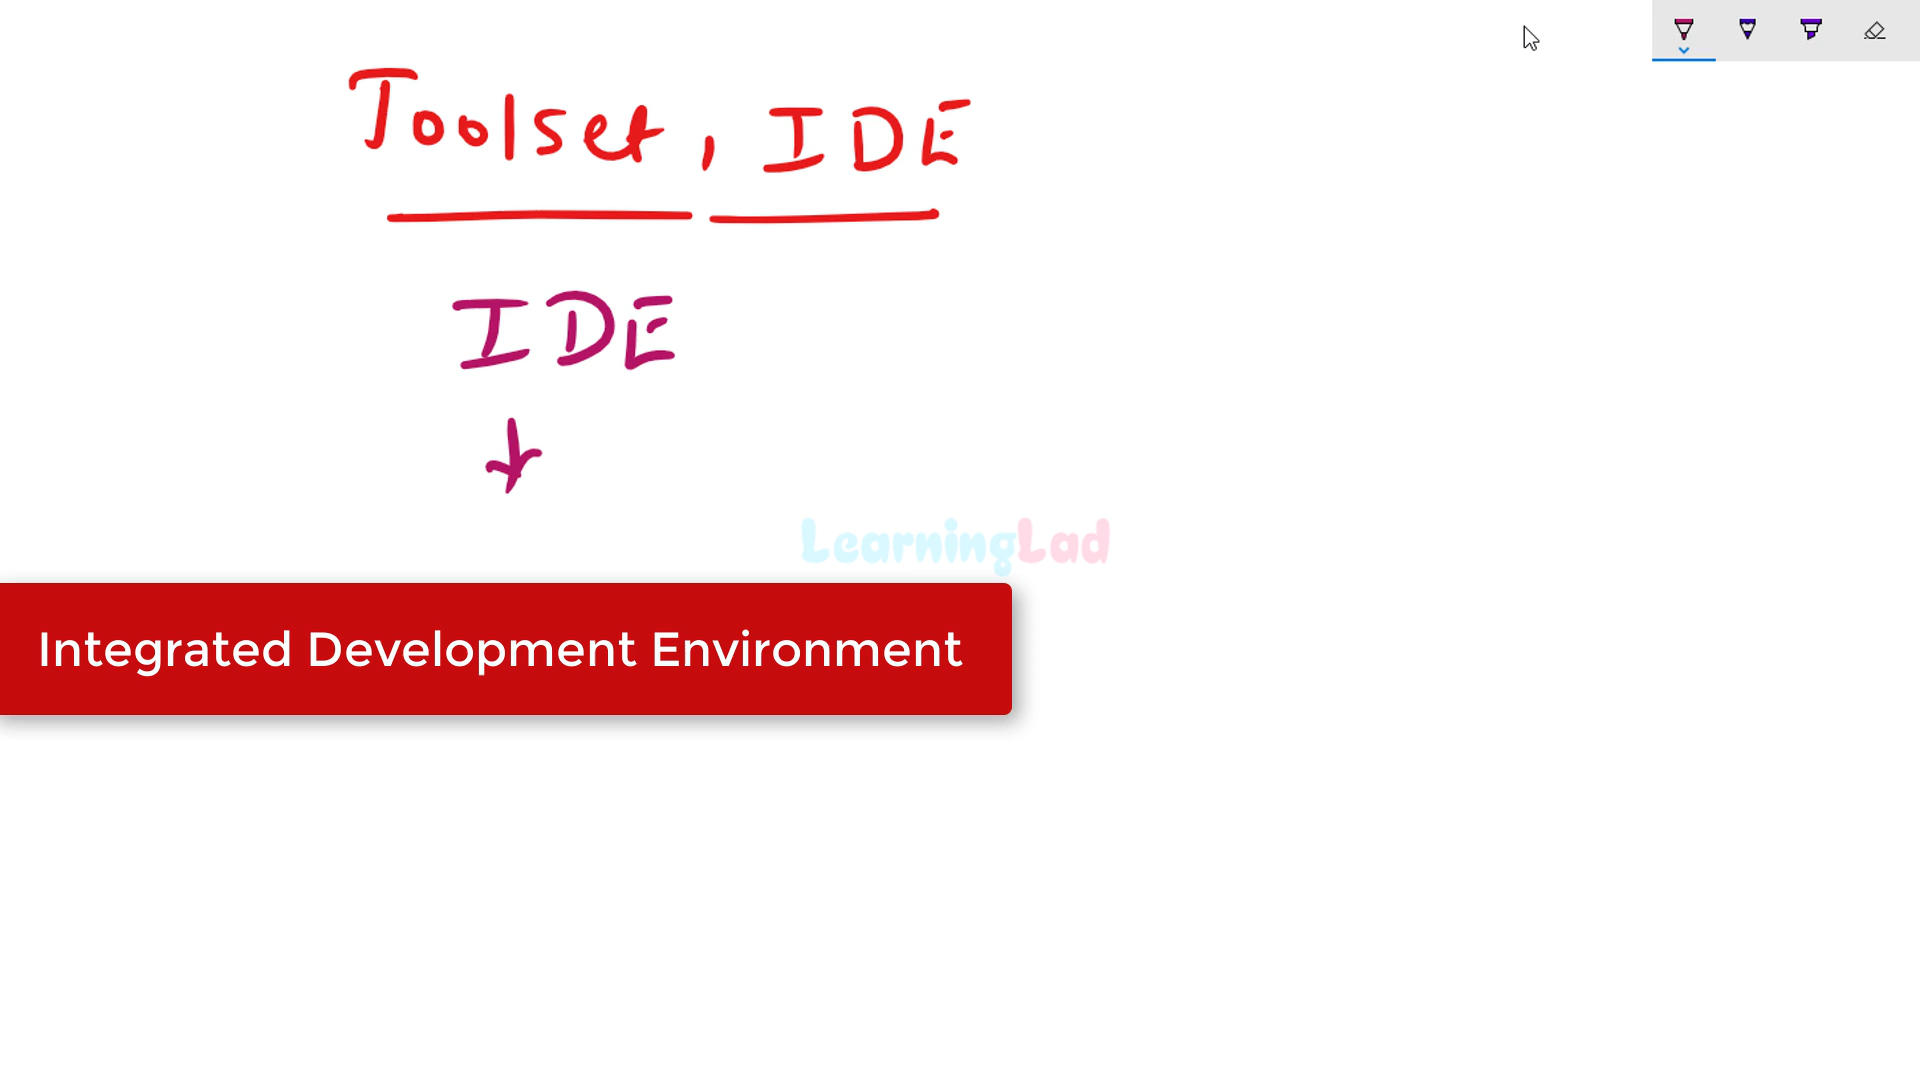 Toolset, IDE
IDE
LearningLad
Integrated Development Environment